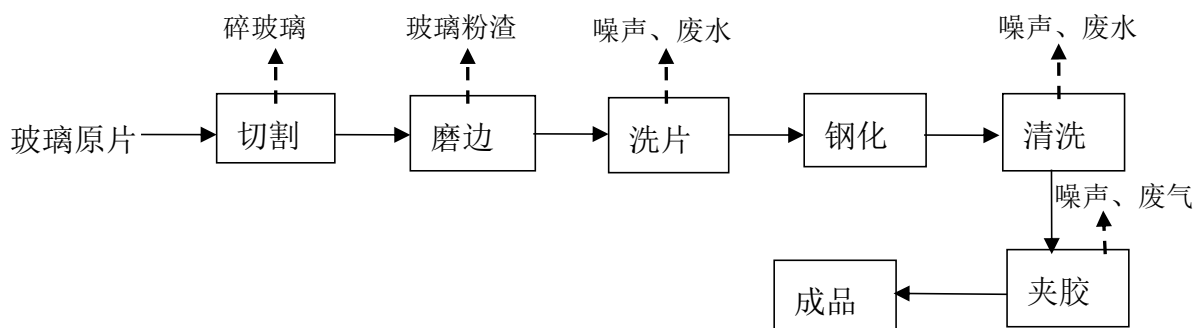 碎玻璃
玻璃粉渣
噪声、废水
噪声、废水
玻璃原片
切割
磨边
洗片
钢化
清洗
噪声、废气
夹胶
成品